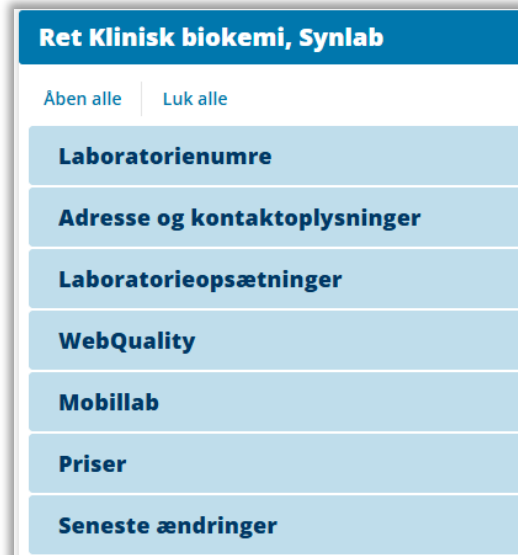 Ret Klinisk biokemi, Synlab
Åben alle Luk alle
Laboratorienumre
Adresse og kontaktoplysninger
Laboratorieopsætninger
WebQuality
Mobillab
Priser
Seneste ændringer